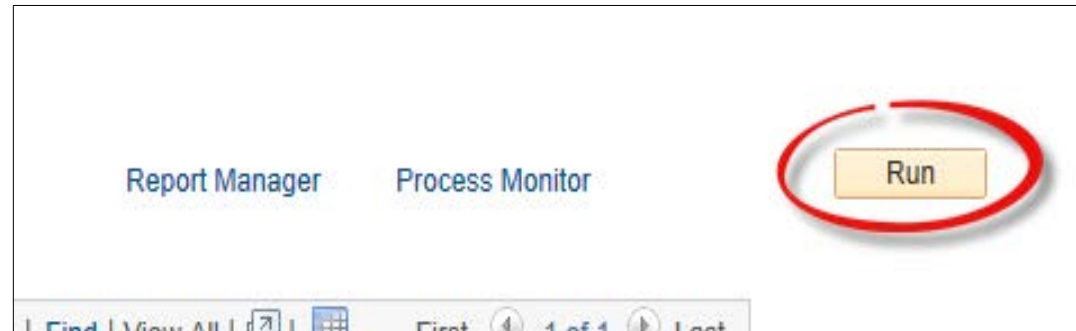 Report Manager Process Monitor Run
| Find | View All | | First 1 of 1 Last